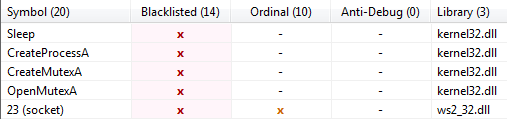 Symbol (20) Blacklisted (14) Ordinal (10) Anti-Debug (0) Library (3)
Sleep x - - kernel32.dll
CreateProcessA x - - kernel32.dll
CreateMutexA x - - kernel32.dll
OpenMutexA x - - kernel32.dll
23 (socket) x x - ws2_32.dll